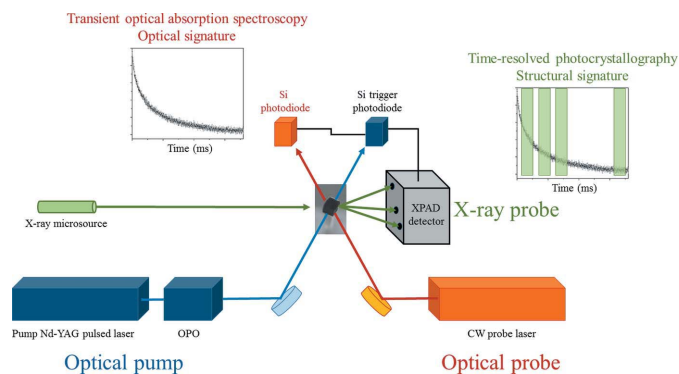 Transient optical absorption spectroscopy
Optical signature
Time-resolved photocrystallography
Structural signature
Si
photodiode
Si trigger
photodiode
Time (ms)
Time (ms)
XPAD
detector
X-ray probe
X-ray microsource
Pump Nd-YAG pulsed laser
OPO
CW probe laser
Optical pump
Optical probe